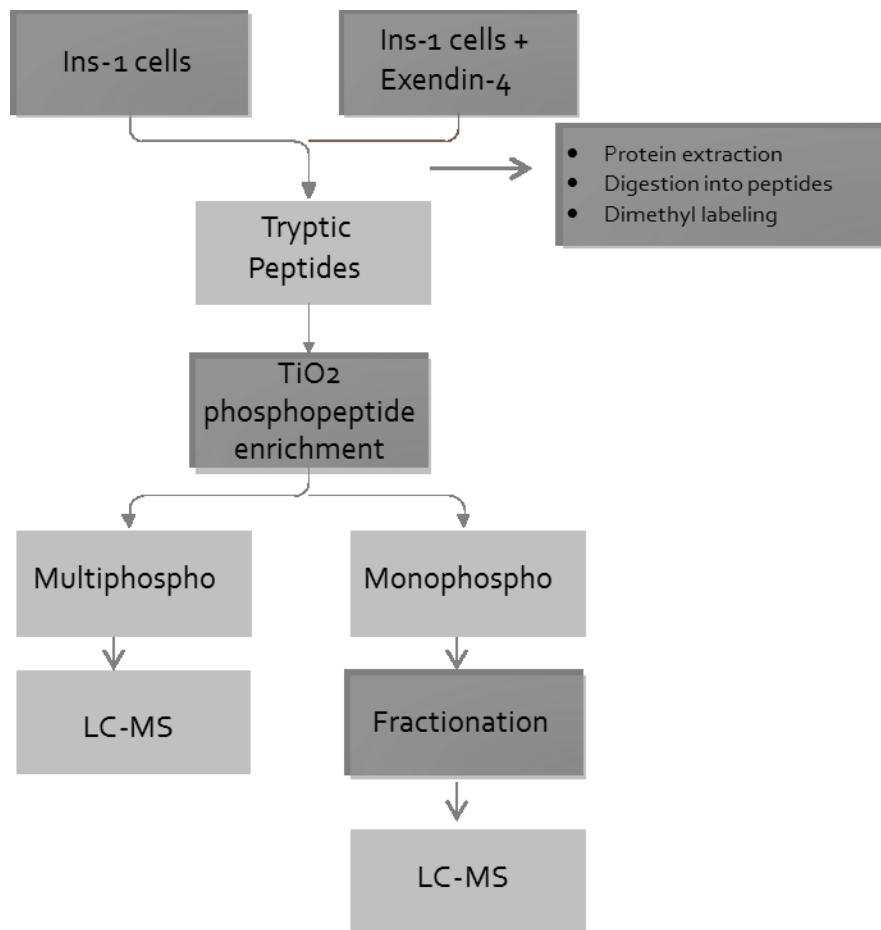 Ins-1 cells
Ins-1 cells +
Exendin-4
• Protein extraction
• Digestion into peptides
• Dimethyl labeling
Tryptic
Peptides
TiO2
phosphopeptide
enrichment
Multiphospho
Monophospho
LC-MS
Fractionation
LC-MS